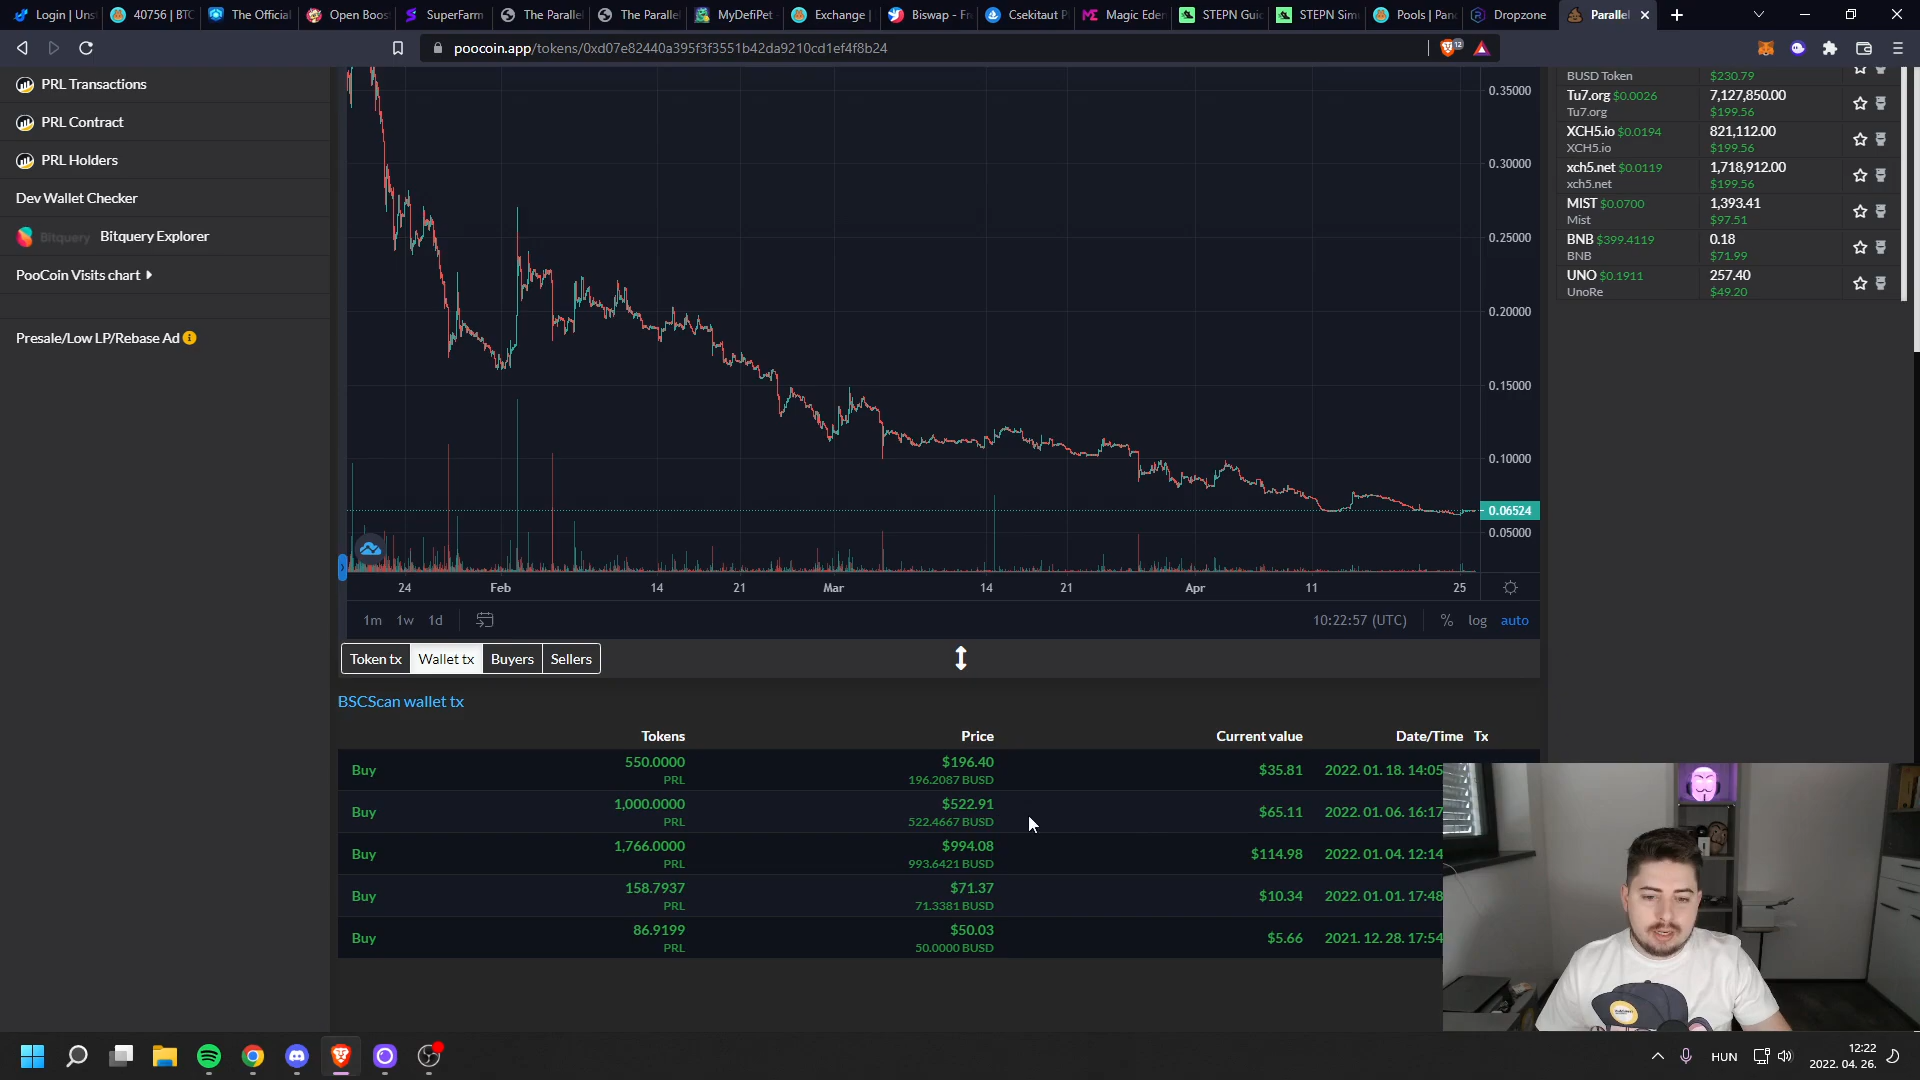 Login | Uns
40756 | BTC
The Official
Open Boos
SuperFarm
The Paralle
The Paralle
MyDefiPet -
Exchange |
Biswap - Fr
Csekitaut P
Magic Eden
STEPN Guid
STEPN Sim
Pools | Pan
Dropzone
Parallel
poocoin.app/tokens/0xd07e82440a395f3f3551b42da9210cd1ef4f8b24
12
PRL Transactions
PRL Contract
PRL Holders
Dev Wallet Checker
Bitquery Bitquery Explorer
PooCoin Visits chart
Presale/Low LP/Rebase Ad
0.35000
0.30000
0.25000
0.20000
0.15000
0.10000
0.06524
0.05000
24 Feb 14 21 Mar 14 21 Apr 11 25
1m 1w 1d
10:22:57 (UTC) % log auto
Token tx Wallet tx Buyers Sellers
BSCScan wallet tx
Tokens Price Current value Date/Time Tx
Buy 550.0000 $196.40 $35.81 2022. 01. 18. 14:05
PRL 196.2087 BUSD
Buy 1,000.0000 $522.91 $65.11 2022. 01. 06. 16:17
PRL 522.4667 BUSD
Buy 1,766.0000 $994.08 $114.98 2022. 01. 04. 12:14
PRL 993.6421 BUSD
Buy 158.7937 $71.37 $10.34 2022. 01. 01. 17:48
PRL 71.3381 BUSD
Buy 86.9199 $50.03 $5.66 2021. 12. 28. 17:54
PRL 50.0000 BUSD
BUSD Token $230.79
Tu7.org $0.0026 7,127,850.00
Tu7.org $199.56
XCH5.io $0.0194 821,112.00
XCH5.io $199.56
xch5.net $0.0119 1,718,912.00
xch5.net $199.56
MIST $0.0700 1,393.41
Mist $97.51
BNB $399.4119 0.18
BNB $71.99
UNO $0.1911 257.40
UnoRe $49.20
HUN
12:22
2022. 04. 26.